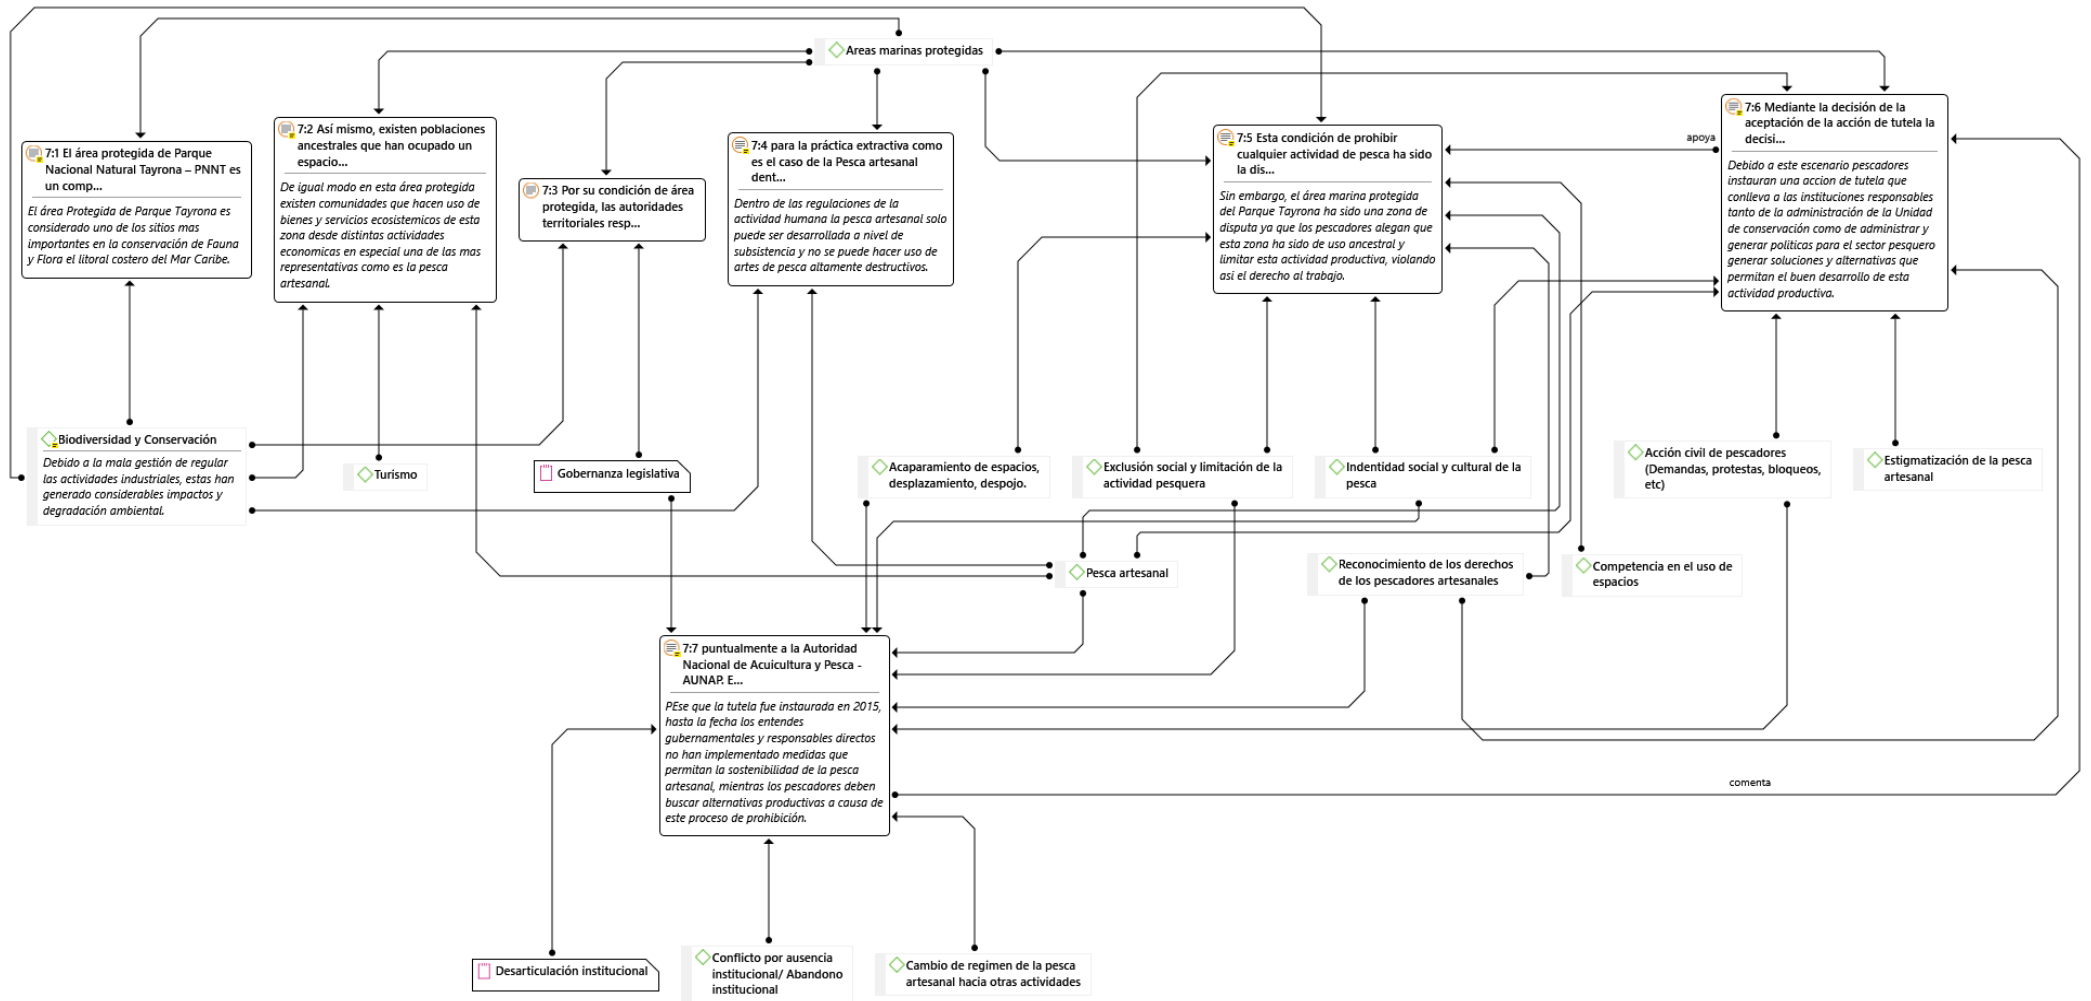 Areas marinas protegidas
7:1 El área protegida de Parque
Nacional Natural Tayrona – PNNT es
un comp...
El área Protegida de Parque Tayrona es
considerado uno de los sitios mas
importantes en la conservación de Fauna
y Flora el litoral costero del Mar Caribe.
7:2 Así mismo, existen poblaciones
ancestrales que han ocupado un
espacio...
De igual modo en esta área protegida
existen comunidades que hacen uso de
bienes y servicios ecosistemicos de esta
zona desde distintas actividades
economicas en especial una de las mas
representativas como es la pesca
artesanal.
7:3 Por su condición de área
protegida, las autoridades
territoriales resp...
7:4 para la práctica extractiva como
es el caso de la Pesca artesanal
dent...
Dentro de las regulaciones de la
actividad humana la pesca artesanal solo
puede ser desarrollada a nivel de
subsistencia y no se puede hacer uso de
artes de pesca altamente destructivos.
7:5 Esta condición de prohibir
cualquier actividad de pesca ha sido
la dis...
Sin embargo, el área marina protegida
del Parque Tayrona ha sido una zona de
disputa ya que los pescadores alegan que
esta zona ha sido de uso ancestral y
limitar esta actividad productiva, violando
asi el derecho al trabajo.
apoya
7:6 Mediante la decisión de la
aceptación de la acción de tutela la
decisi...
Debido a este escenario pescadores
instauran una accion de tutela que
conlleva a las instituciones responsables
tanto de la administración de la Unidad
de conservación como de administrar y
generar politicas para el sector pesquero
generar soluciones y alternativas que
permitan el buen desarrollo de esta
actividad productiva.
Biodiversidad y Conservación
Debido a la mala gestión de regular
las actividades industriales, estas han
generado considerables impactos y
degradación ambiental.
Turismo
Gobernanza legislativa
Acaparamiento de espacios,
desplazamiento, despojo.
Exclusión social y limitación de la
actividad pesquera
Indentidad social y cultural de la
pesca
Acción civil de pescadores
(Demandas, protestas, bloqueos,
etc)
Estigmatización de la pesca
artesanal
Pesca artesanal
Reconocimiento de los derechos
de los pescadores artesanales
Competencia en el uso de
espacios
7:7 puntualmente a la Autoridad
Nacional de Acuicultura y Pesca -
AUNAP. E...
PEse que la tutela fue instaurada en 2015,
hasta la fecha los entendes
gubernamentales y responsables directos
no han implementado medidas que
permitan la sostenibilidad de la pesca
artesanal, mientras los pescadores deben
buscar alternativas productivas a causa de
este proceso de prohibición.
comenta
Desarticulación institucional
Conflicto por ausencia
institucional/ Abandono
institucional
Cambio de regimen de la pesca
artesanal hacia otras actividades